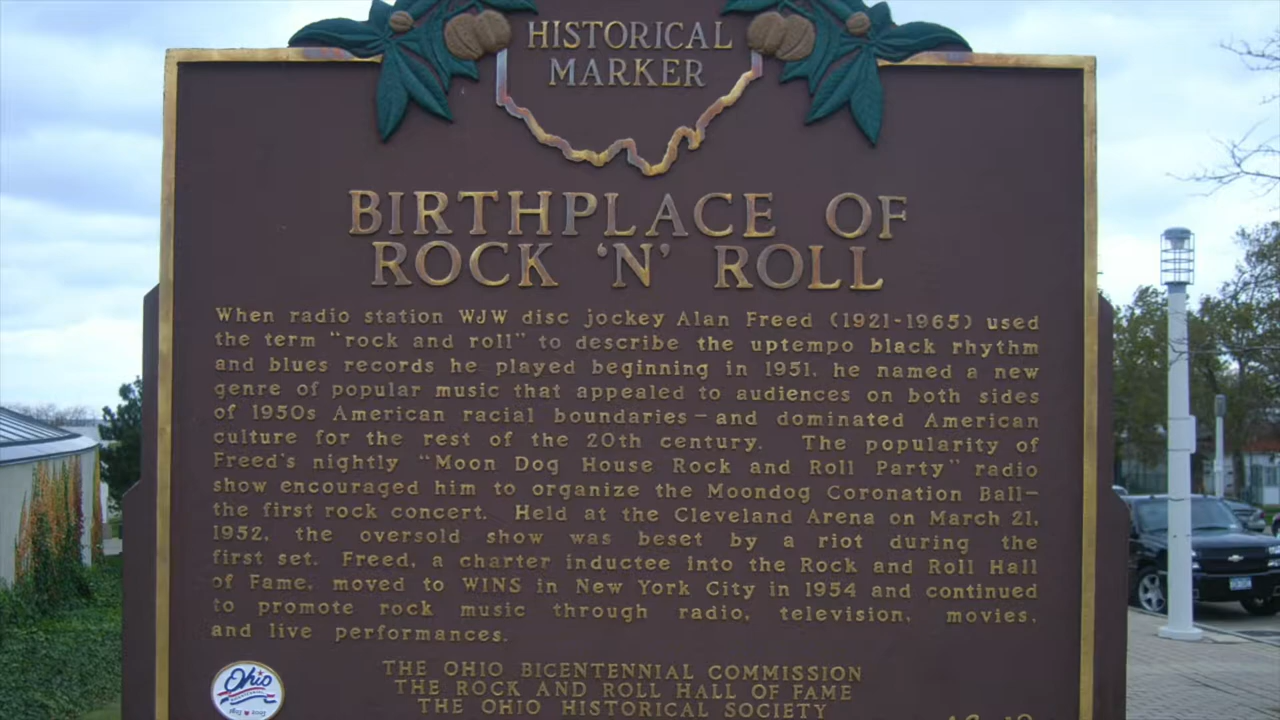 HISTORICAL
MARKER
BIRTHPLACE OF
ROCK 'N' ROLL
When radio station WJW disc jockey Alan Freed (1921-1965) used
the term "rock and roll" to describe the uptempo black rhythm
and blues records he played beginning in 1951, he named a new
genre of popular music that appealed to audiences on both sides
of 1950s American racial boundaries—and dominated American
culture for the rest of the 20th century. The popularity of
Freed's nightly "Moon Dog House Rock and Roll Party" radio
show encouraged him to organize the Moondog Coronation Ball—
the first rock concert. Held at the Cleveland Arena on March 21,
1952, the oversold show was beset by a riot during the
first set. Freed, a charter inductee into the Rock and Roll Hall
of Fame, moved to WINS in New York City in 1954 and continued
to promote rock music through radio, television, movies,
and live performances.
Ohio
THE OHIO BICENTENNIAL COMMISSION
THE ROCK AND ROLL HALL OF FAME
THE OHIO HISTORICAL SOCIETY